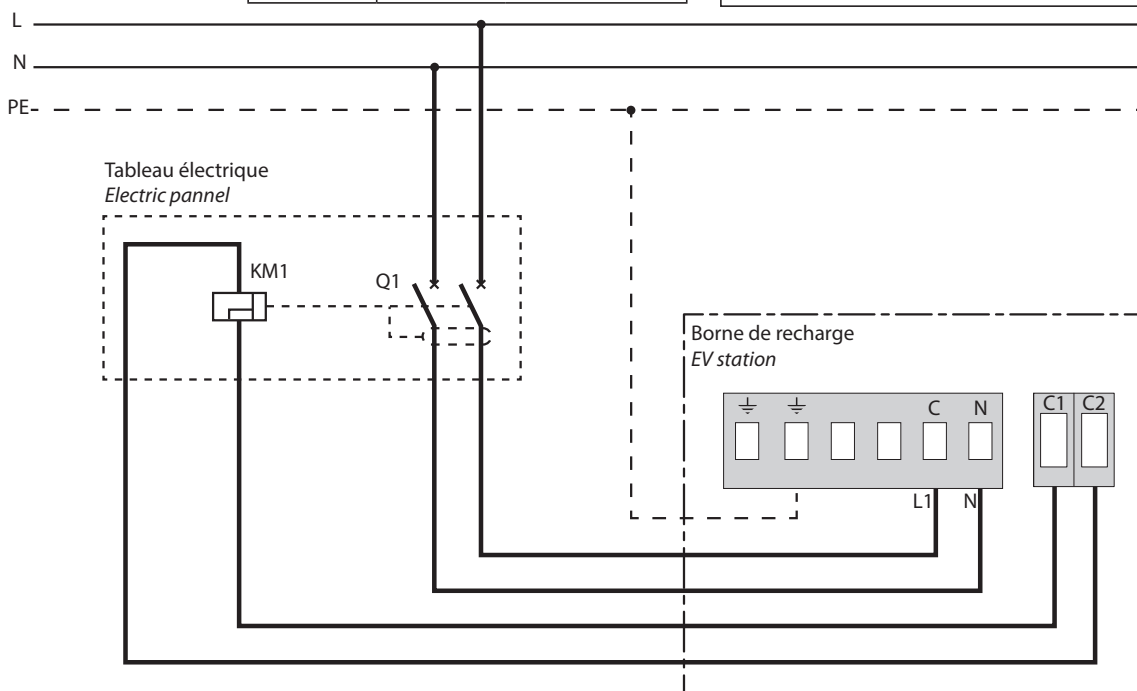 L
N
PE
Tableau électrique
Electric pannel
KM1
Q1
Borne de recharge
EV station
C
N
C1
C2
L1
N